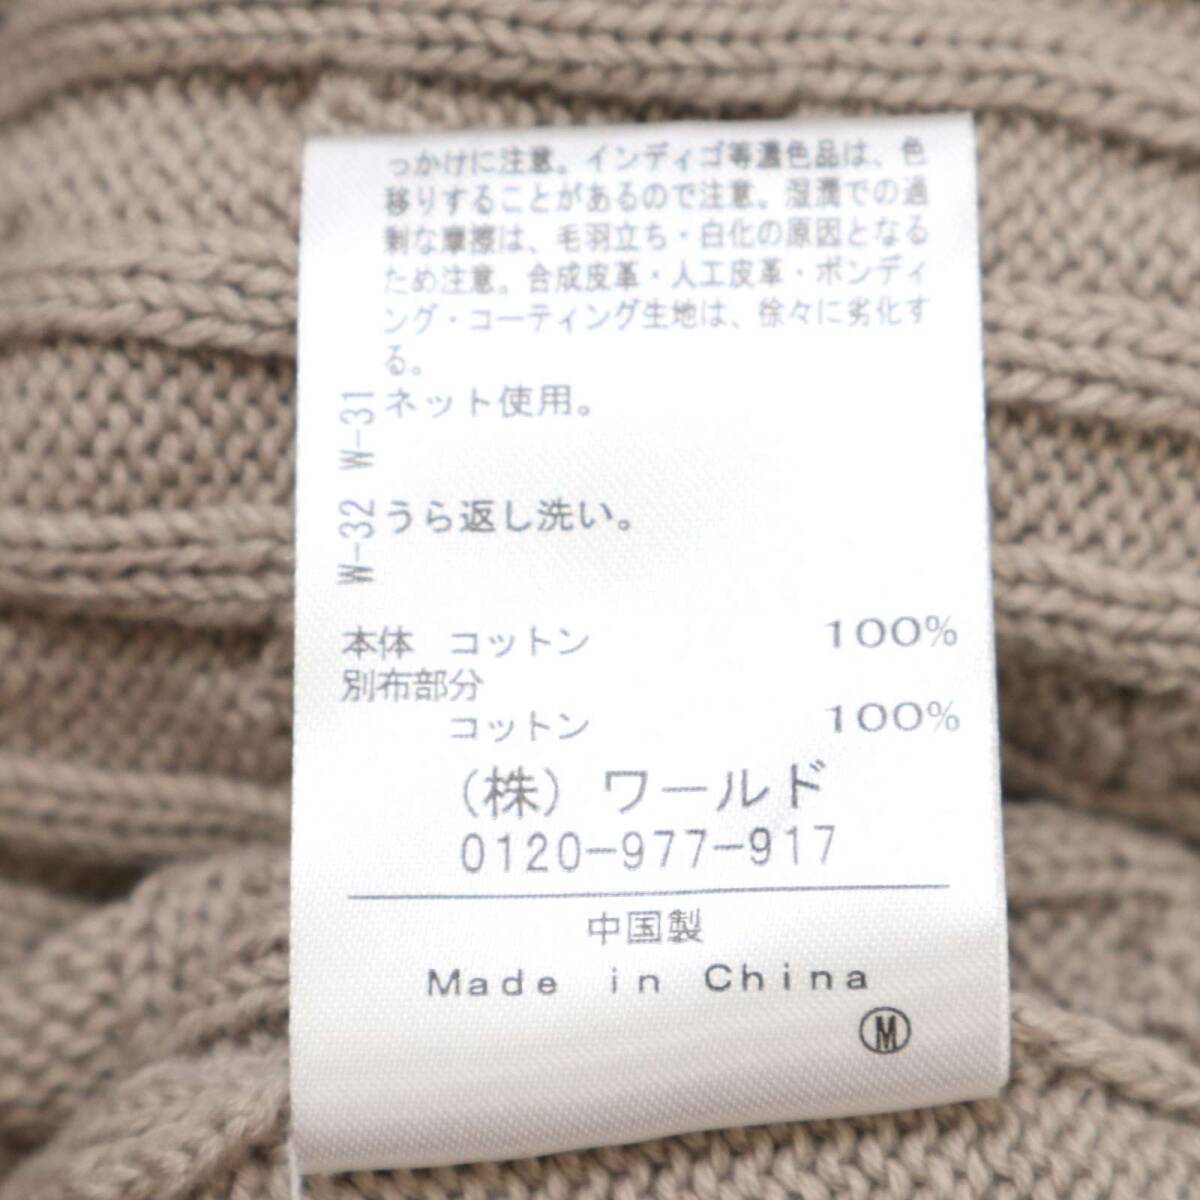 っかけに注意。インディゴ等濃色品は、色
移りすることがあるので注意。湿潤での過
剰な摩擦は、毛羽立ち・白化の原因となる
ため注意。合成皮革・人工皮革・ボンディ
ング・コーティング生地は、徐々に劣化す
る。
W-31 ネット使用。
W-32 うら返し洗い。
本体 コットン 100%
別布部分
コットン 100%
(株) ワールド
0120-977-917
中国製
Made in China
Ⓜ